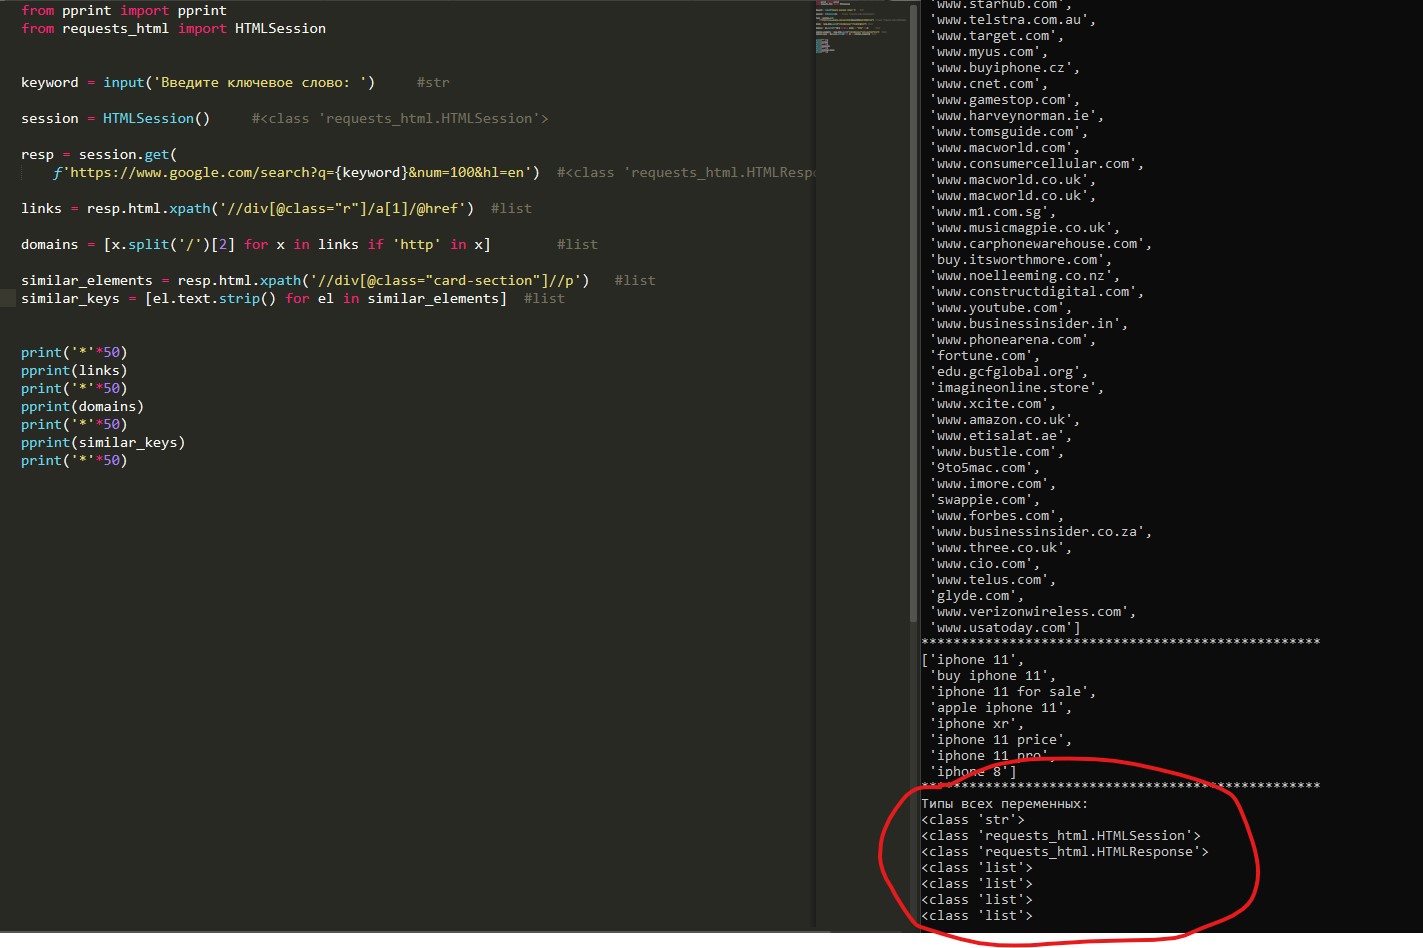 from pprint import pprint
from requests_html import HTMLSession
keyword = input('Введите ключевое слово: ')     #str
session = HTMLSession()     #<class 'requests_html.HTMLSession'>
resp = session.get(
    f'https://www.google.com/search?q={keyword}&num=100&hl=en')  #<class 'requests_html.HTMLRespo
links = resp.html.xpath('//div[@class="r"]/a[1]/@href')  #list
domains = [x.split('/')[2] for x in links if 'http' in x]        #list
similar_elements = resp.html.xpath('//div[@class="card-section"]//p')   #list
similar_keys = [el.text.strip() for el in similar_elements]  #list
print('*'*50)
pprint(links)
print('*'*50)
pprint(domains)
print('*'*50)
pprint(similar_keys)
print('*'*50)
'www.starhub.com',
'www.telstra.com.au',
'www.target.com',
'www.myus.com',
'www.buyiphone.cz',
'www.cnet.com',
'www.gamestop.com',
'www.harveynorman.ie',
'www.tomsguide.com',
'www.macworld.com',
'www.consumercellular.com',
'www.macworld.co.uk',
'www.macworld.co.uk',
'www.m1.com.sg',
'www.musicmagpie.co.uk',
'www.carphonewarehouse.com',
'buy.itsworthmore.com',
'www.noelleeming.co.nz',
'www.constructdigital.com',
'www.youtube.com',
'www.businessinsider.in',
'www.phonearena.com',
'fortune.com',
'edu.gcfglobal.org',
'imagineonline.store',
'www.xcite.com',
'www.amazon.co.uk',
'www.etisalat.ae',
'www.bustle.com',
'9to5mac.com',
'www.imore.com',
'swappie.com',
'www.forbes.com',
'www.businessinsider.co.za',
'www.three.co.uk',
'www.cio.com',
'www.telus.com',
'glyde.com',
'www.verizonwireless.com',
'www.usatoday.com']
**************************************************
['iphone 11',
'buy iphone 11',
'iphone 11 for sale',
'apple iphone 11',
'iphone xr',
'iphone 11 price',
'iphone 11 pro',
'iphone 8']
**************************************************
Типы всех переменных:
<class 'str'>
<class 'requests_html.HTMLSession'>
<class 'requests_html.HTMLResponse'>
<class 'list'>
<class 'list'>
<class 'list'>
<class 'list'>